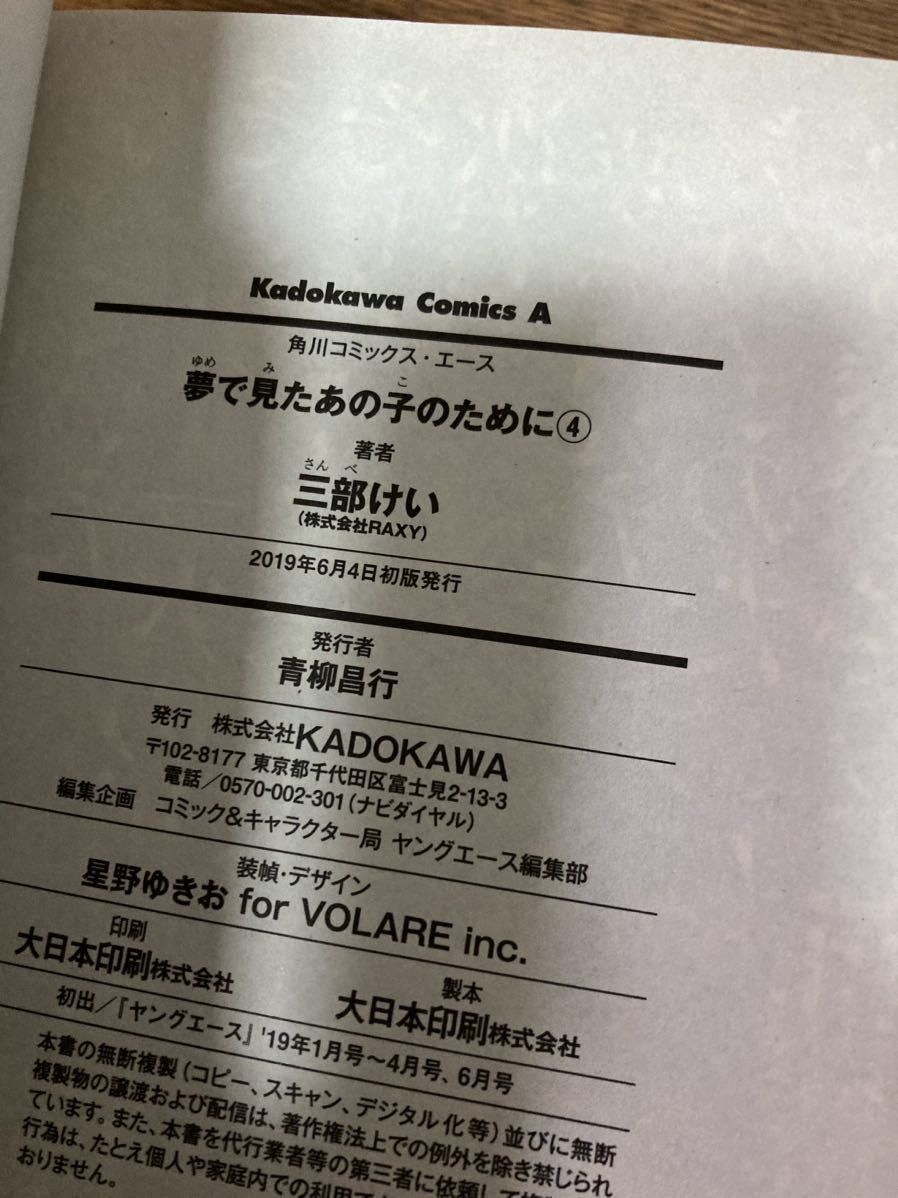 Kadokawa Comics A
角川コミックス・エース
ゆめ み こ
夢で見たあの子のために④
著者
さん べ
三部けい
(株式会社RAXY)
2019年6月4日初版発行
発行者
青柳昌行
発行 株式会社KADOKAWA
〒102-8177 東京都千代田区富士見2-13-3
電話/0570-002-301(ナビダイヤル)
編集企画 コミック&キャラクター局 ヤングエース編集部
装幀・デザイン
星野ゆきお for VOLARE inc.
印刷
大日本印刷株式会社
製本
大日本印刷株式会社
初出/『ヤングエース』'19年1月号〜4月号、6月号
本書の無断複製(コピー、スキャン、デジタル化等)並びに無断
複製物の譲渡および配信は、著作権法上での例外を除き禁じられ
ています。また、本書を代行業者等の第三者に依頼して
行為は、たとえ個人や家庭内での利用で
おりません。